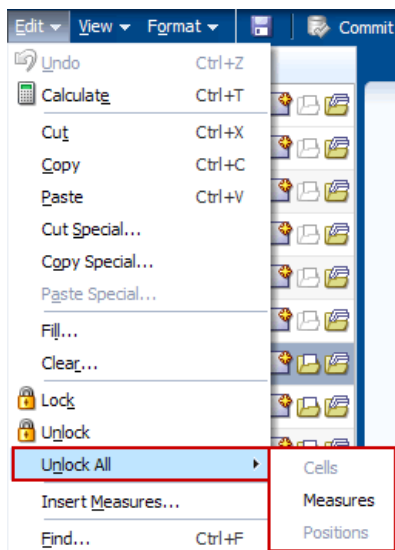 Edit View Format Commit
Undo Ctrl+Z
Calculate Ctrl+T
Cut Ctrl+X
Copy Ctrl+C
Paste Ctrl+V
Cut Special...
Copy Special...
Paste Special...
Fill...
Clear...
Lock
Unlock
Unlock All
Cells
Insert Measures...
Measures
Find... Ctrl+F
Positions